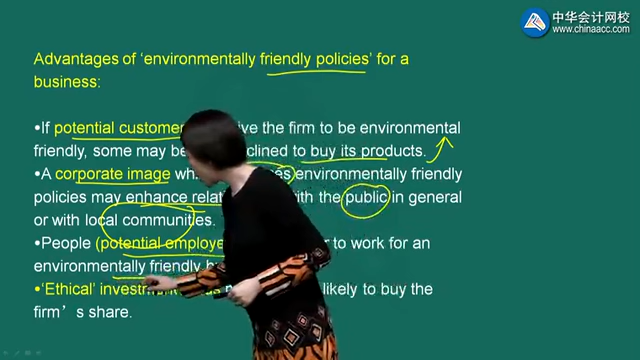 中华会计网校
www.chinaacc.com
Advantages of ‘environmentally friendly policies’ for a
business:
•If potential custome ive the firm to be environmental
friendly, some may be clined to buy its products.
•A corporate image wh es environmentally friendly
policies may enhance relat with the public in general
or with local communities.
•People (potential employe r to work for an
environmentally friendly b
•‘Ethical’ investm likely to buy the
firm’s share.